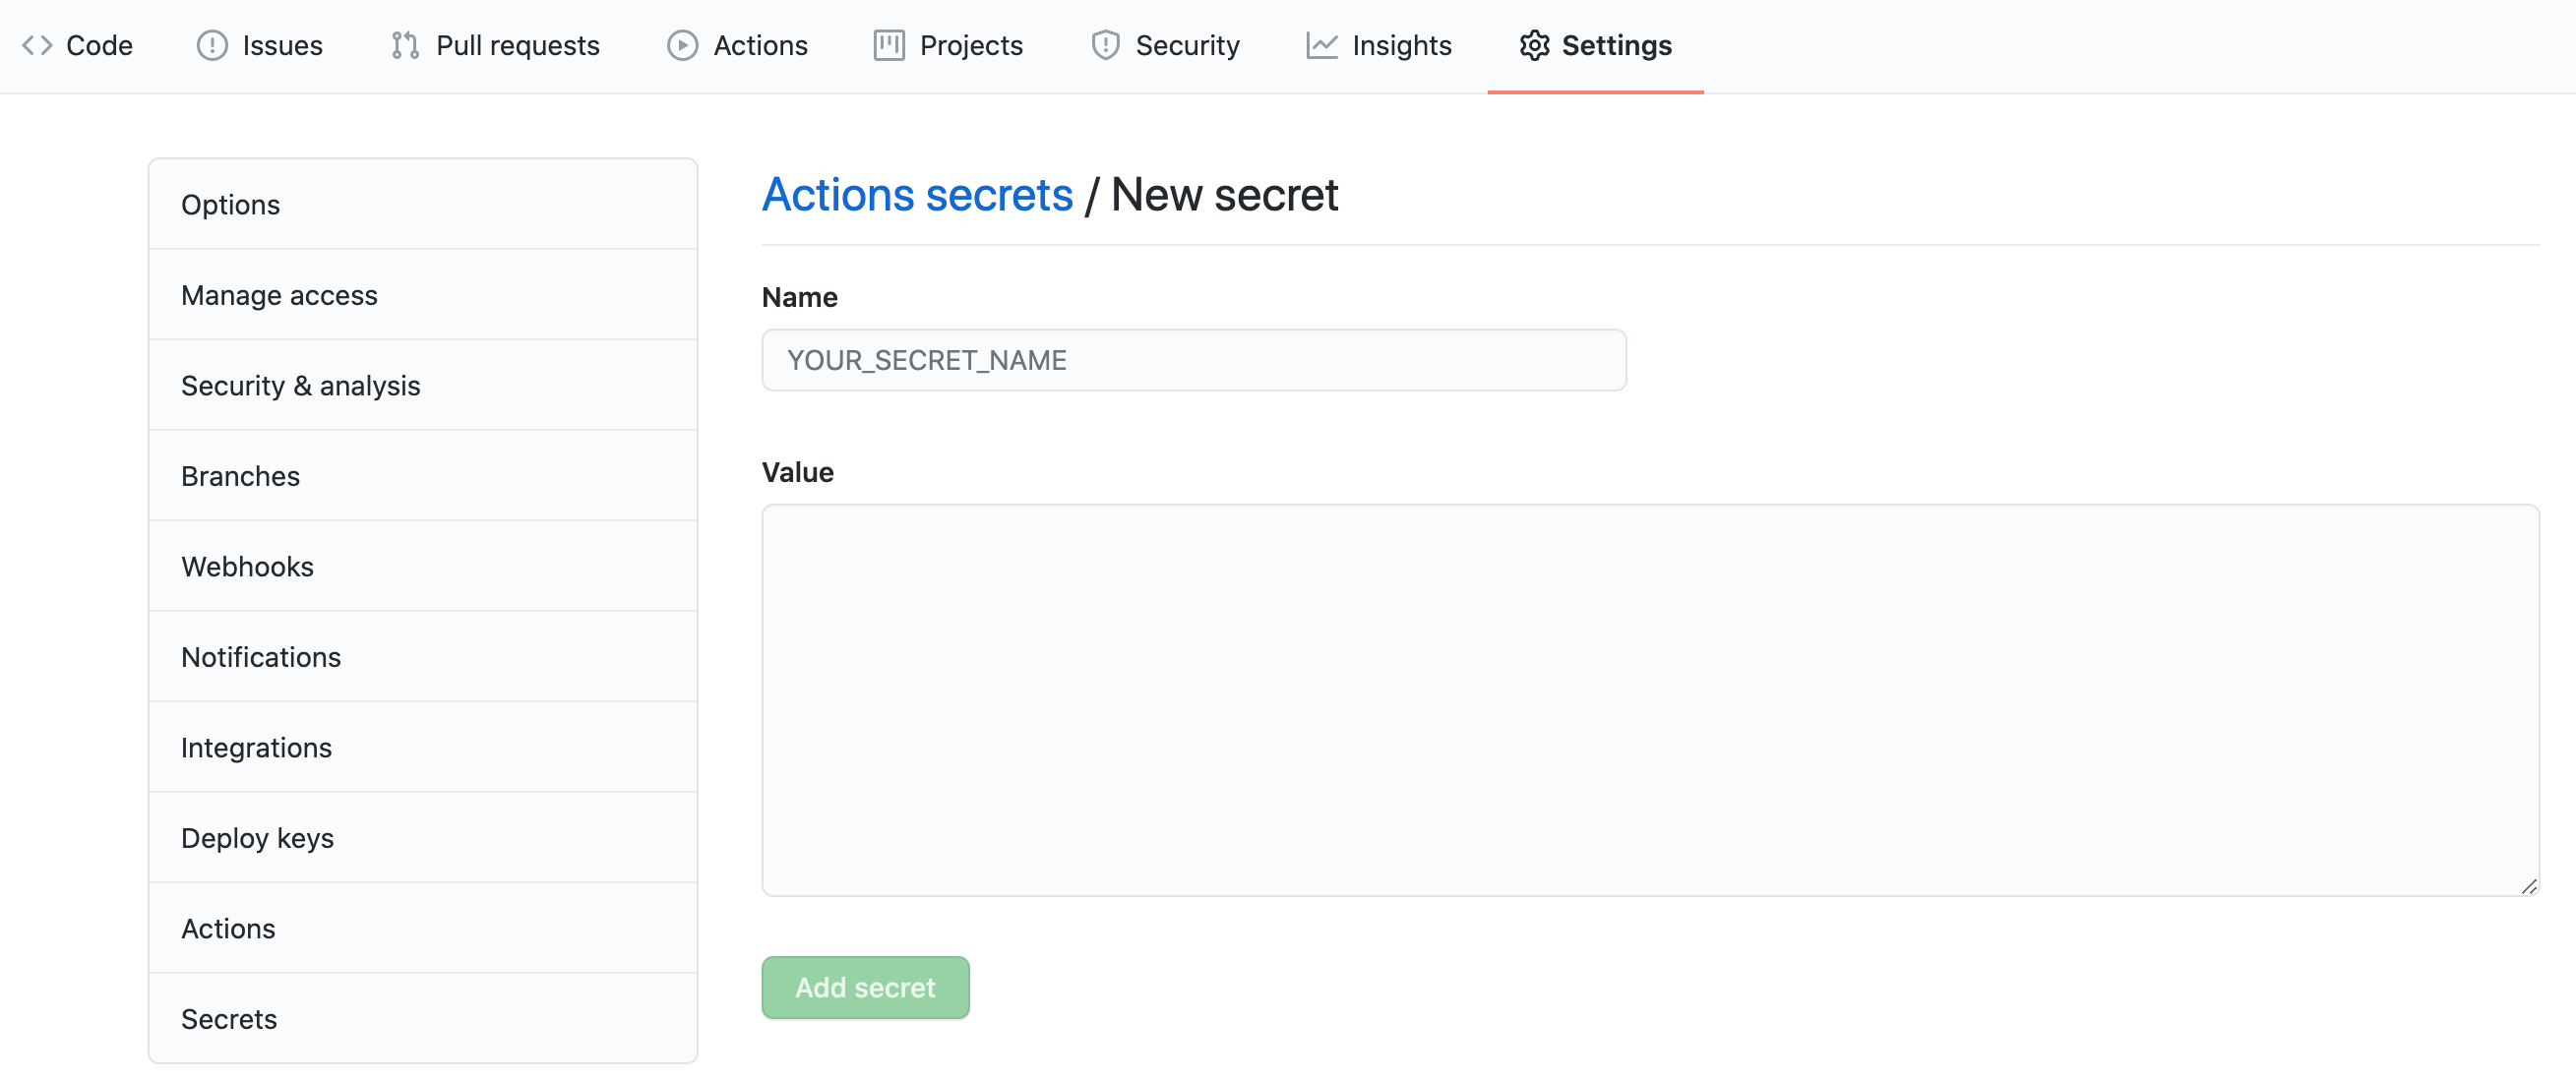 Code Issues Pull requests Actions Projects Security Insights Settings
Options
Manage access
Security & analysis
Branches
Webhooks
Notifications
Integrations
Deploy keys
Actions
Secrets
Actions secrets / New secret
Name
YOUR_SECRET_NAME
Value
Add secret